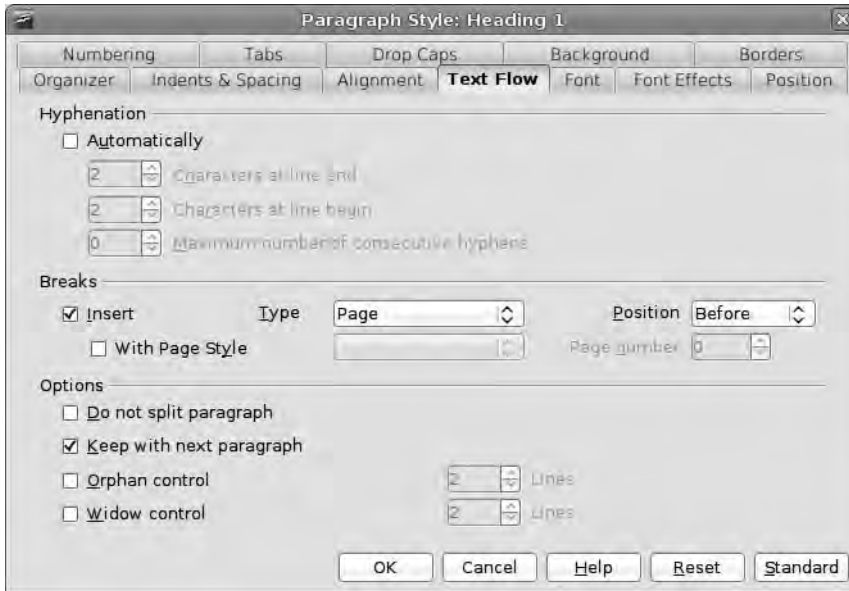 Paragraph Style: Heading 1
Numbering Tabs Drop Caps Background Borders
Organizer Indents & Spacing Alignment Text Flow Font Font Effects Position
Hyphenation
Automatically
2 Characters at line end
2 Characters at line begin
0 Maximum number of consecutive hyphens
Breaks
Insert Type Page Position Before
With Page Style Page number 0
Options
Do not split paragraph
Keep with next paragraph
Orphan control 2 Lines
Widow control 2 Lines
OK Cancel Help Reset Standard